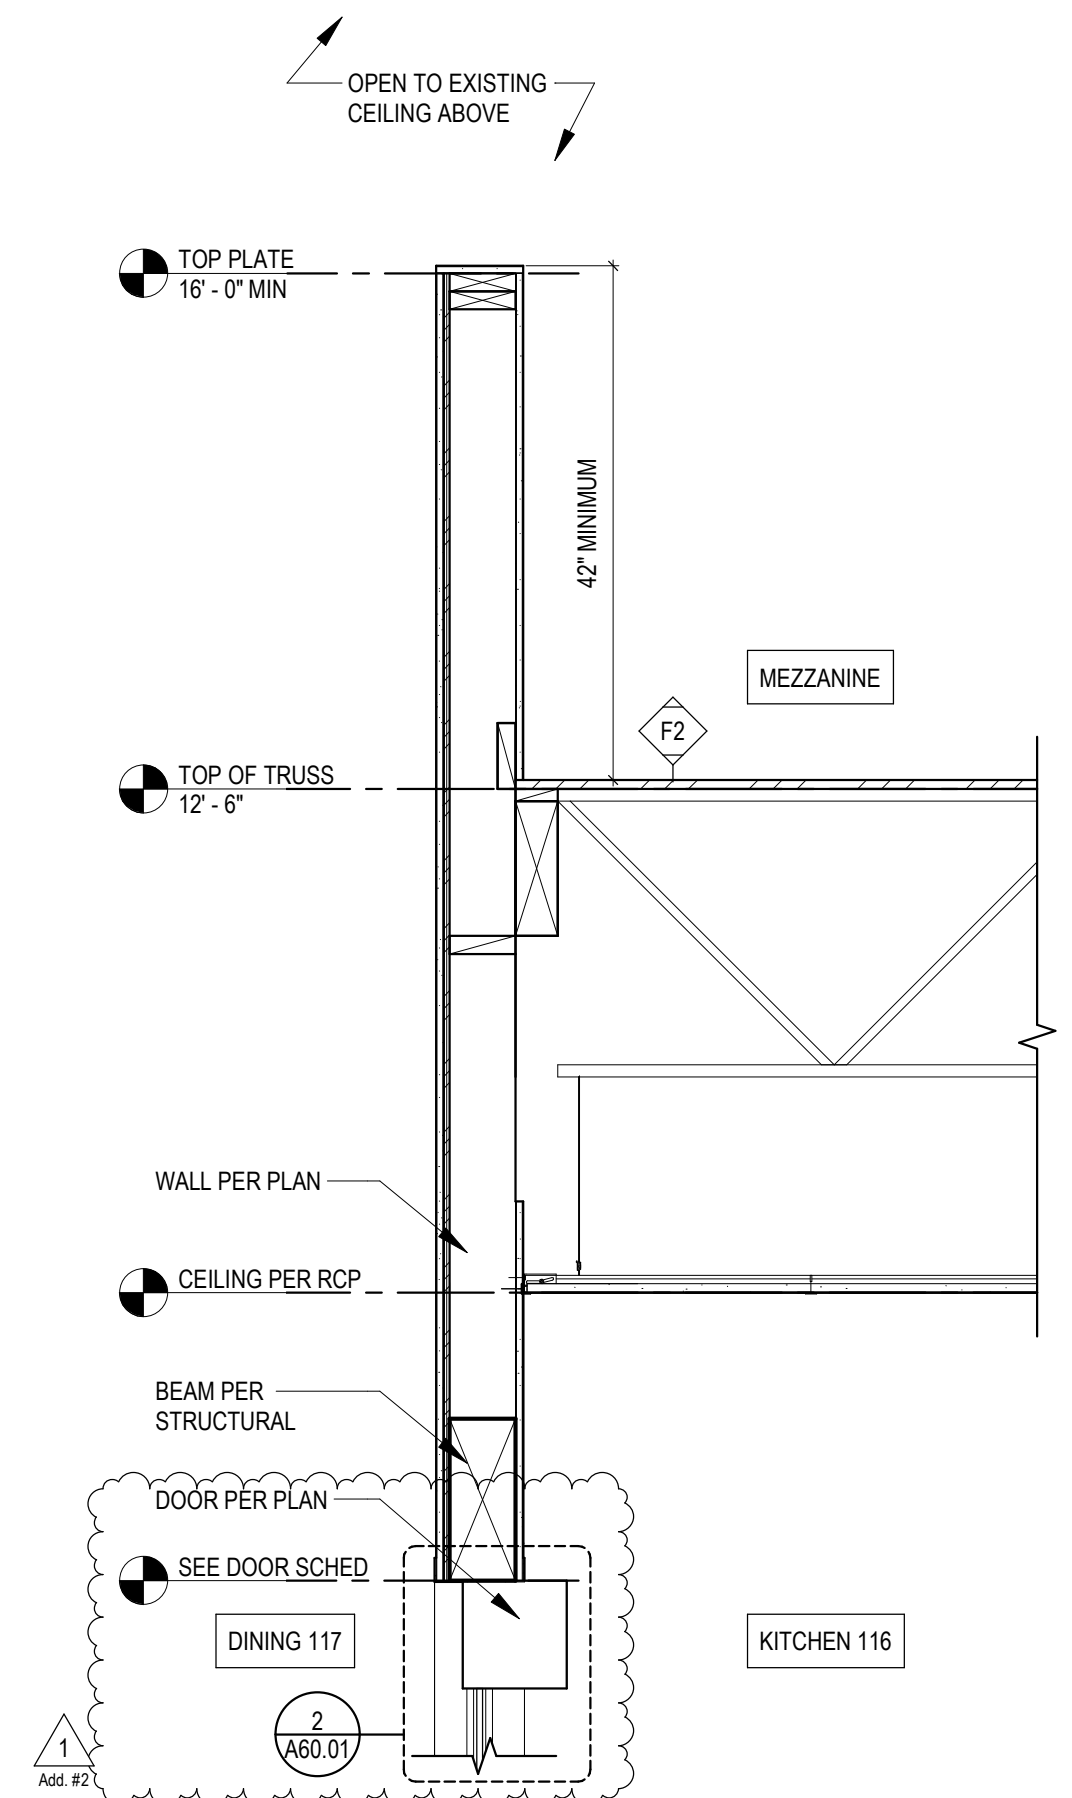 OPEN TO EXISTING
CEILING ABOVE
TOP PLATE
16' - 0" MIN
42" MINIMUM
MEZZANINE
F2
TOP OF TRUSS
12' - 6"
WALL PER PLAN
CEILING PER RCP
BEAM PER
STRUCTURAL
DOOR PER PLAN
SEE DOOR SCHED
DINING 117
KITCHEN 116
2
A60.01
1
Add. #2